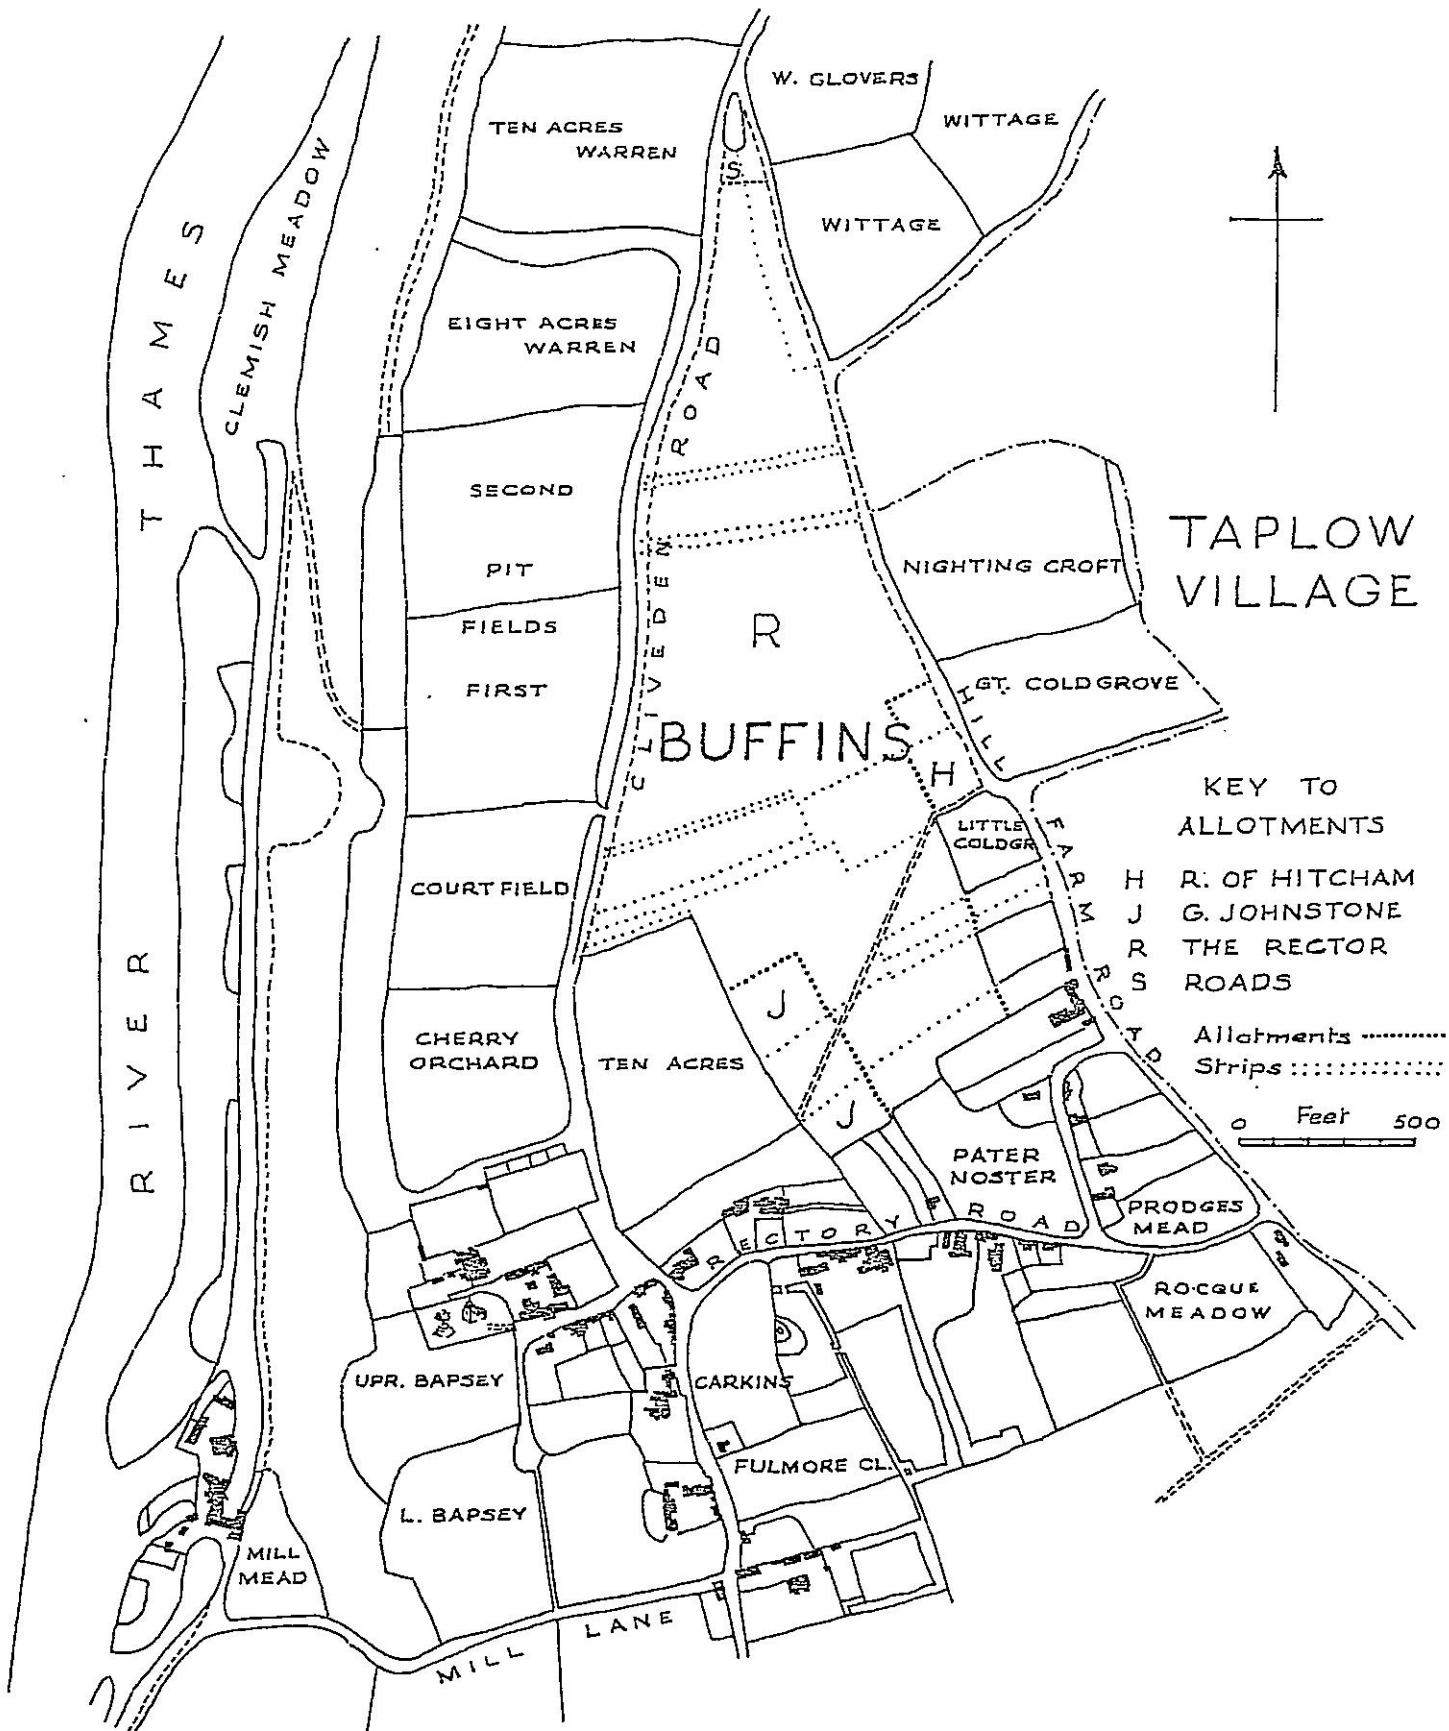 W. GLOVERS
WITTAGE
TEN ACRES
WARREN
S
WITTAGE
CLEMISH MEADOW
THAMES
EIGHT ACRES
WARREN
CLIVEDEN ROAD
SECOND
PIT
FIELDS
FIRST
NIGHTING CROFT
TAPLOW
VILLAGE
R
GT. COLDGROVE
HILL FARM ROYD
BUFFINS
H
LITTLE
COLDGR
KEY TO
ALLOTMENTS
H R. OF HITCHAM
J G. JOHNSTONE
R THE RECTOR
S ROADS
Allotments
Strips
0 Feet 500
COURT FIELD
RIVER
CHERRY
ORCHARD
TEN ACRES
J
J
PATER
NOSTER
PRODGES
MEAD
RECTORY ROAD
ROCQUE
MEADOW
UPR. BAPSEY
CARKINS
FULMORE CL.
L. BAPSEY
MILL
MEAD
MILL LANE